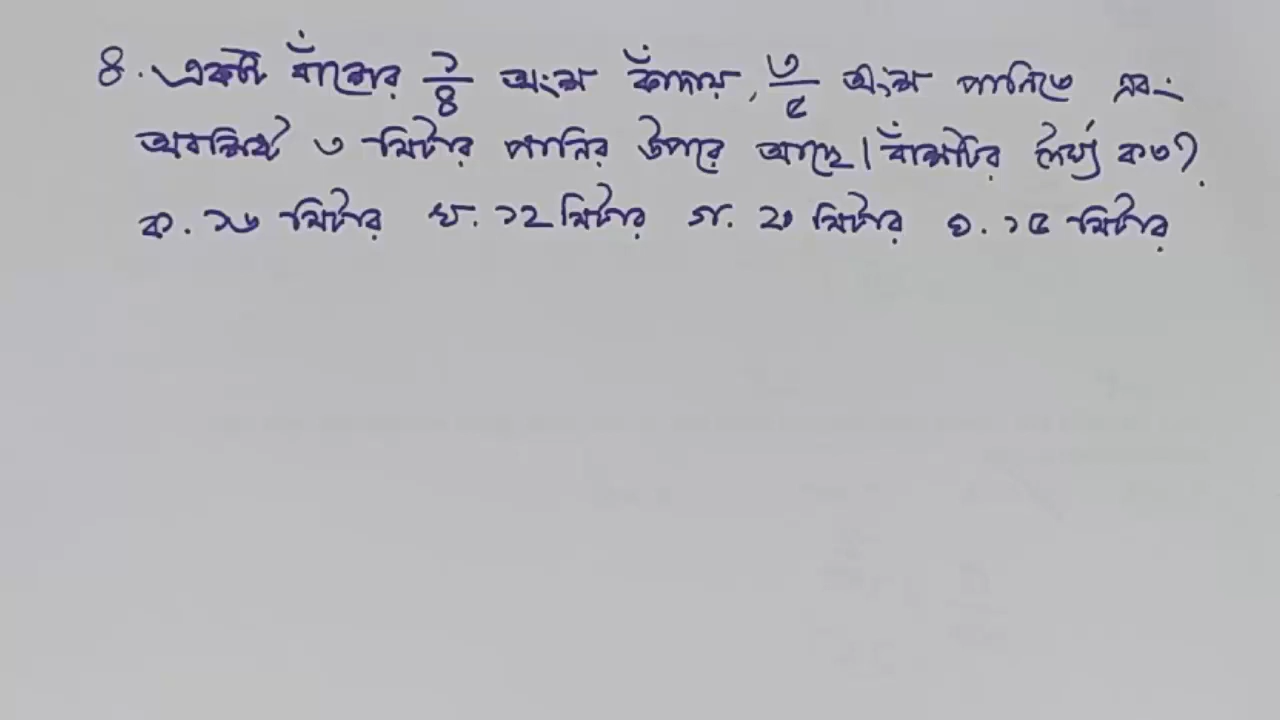 ৪. একটি বাঁশের ১/৪ অংশ কাঁদায়, ৩/৫ অংশ পানিতে এবং
অবশিষ্ট ৩ মিটার পানির উপরে আছে। বাঁশটির দৈর্ঘ্য কত?
ক. ১৬ মিটার খ. ১২ মিটার গ. ২০ মিটার ঘ. ১৫ মিটার